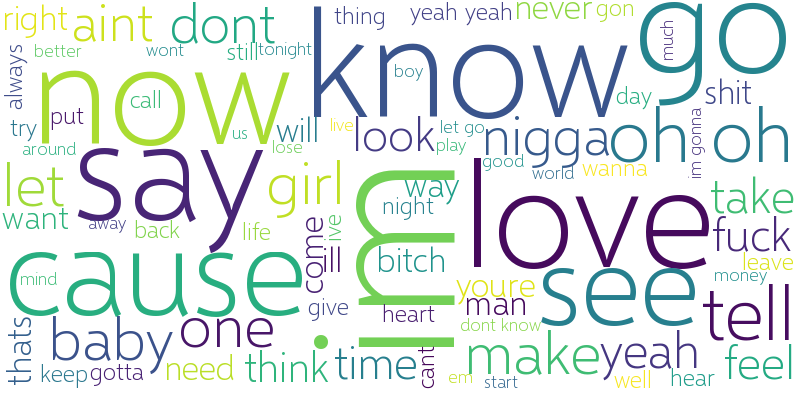 right
aint
dont
thing
yeah yeah
never
gon
know
go
better
wont
still
tonight
much
always
now
put
call
boy
day
shit
us
will
live
look
let go
nigga
oh oh
try
around
lose
play
good
im gonna
say
girl
way
world
wanna
let
love
take
want
away
back
life
ive
night
come
ill
im
bitch
fuck
leave
cause
mind
youre
see
money
give
heart
man
tell
thats
baby
one
dont know
make
yeah
feel
keep
gotta
need
think
time
cant
em
start
well
hear